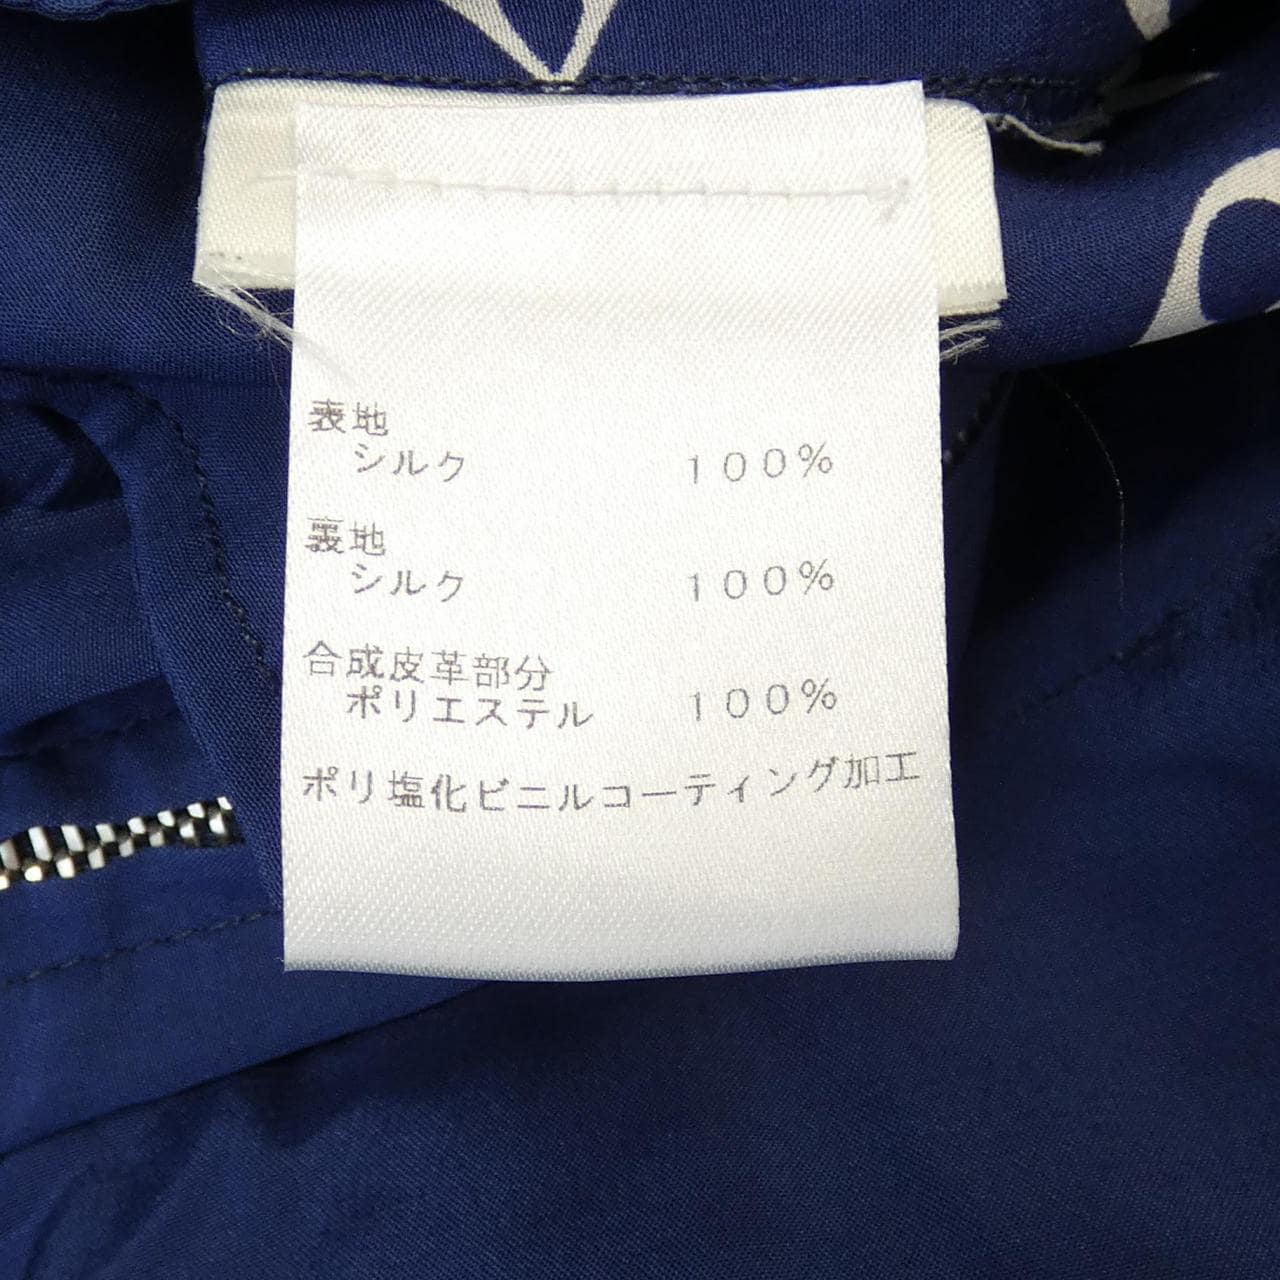 表地
シルク １００％
裏地
シルク １００％
合成皮革部分
ポリエステル １００％
ポリ塩化ビニルコーティング加工